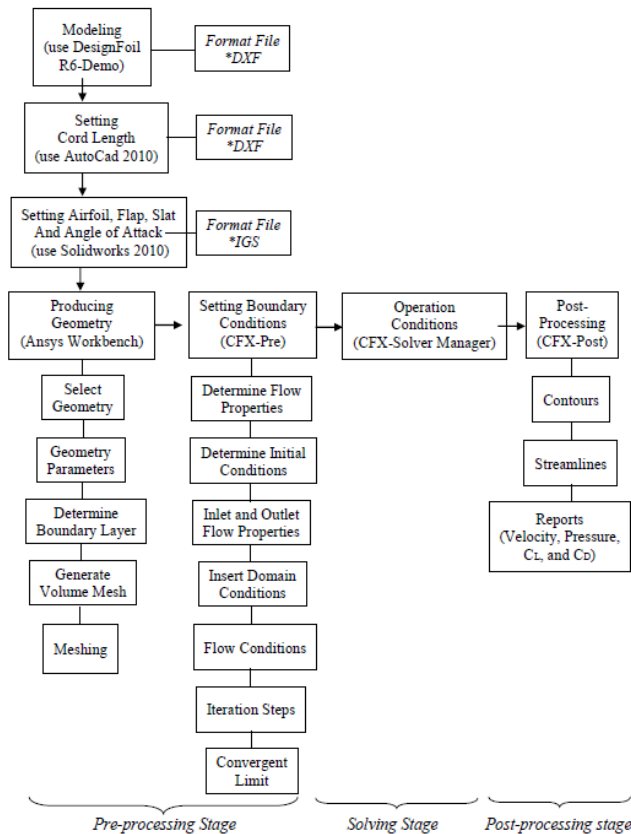 Modeling
(use DesignFoil
R6-Demo)
Format File
*DXF
Setting
Cord Length
(use AutoCad 2010)
Format File
*DXF
Setting Airfoil, Flap, Slat
And Angle of Attack
(use Solidworks 2010)
Format File
*IGS
Producing
Geometry
(Ansys Workbench)
Setting Boundary
Conditions
(CFX-Pre)
Operation
Conditions
(CFX-Solver Manager)
Post-
Processing
(CFX-Post)
Select
Geometry
Geometry
Parameters
Determine
Boundary Layer
Generate
Volume Mesh
Meshing
Determine Flow
Properties
Determine Initial
Conditions
Inlet and Outlet
Flow Properties
Insert Domain
Conditions
Flow Conditions
Iteration Steps
Convergent
Limit
Contours
Streamlines
Reports
(Velocity, Pressure,
CL, and CD)
Pre-processing Stage
Solving Stage
Post-processing stage